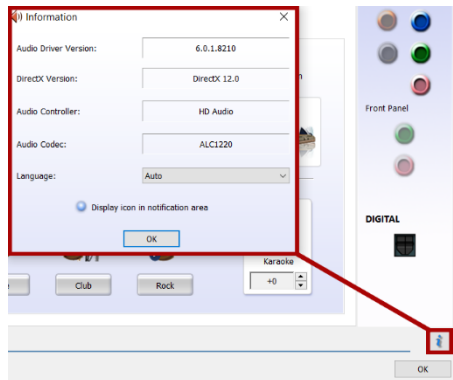 Information
Audio Driver Version: 6.0.1.8210
DirectX Version: DirectX 12.0
Audio Controller: HD Audio
Audio Codec: ALC1220
Language: Auto
Display icon in notification area
OK
Front Panel
DIGITAL
Karaoke
Club Rock +0
i
OK